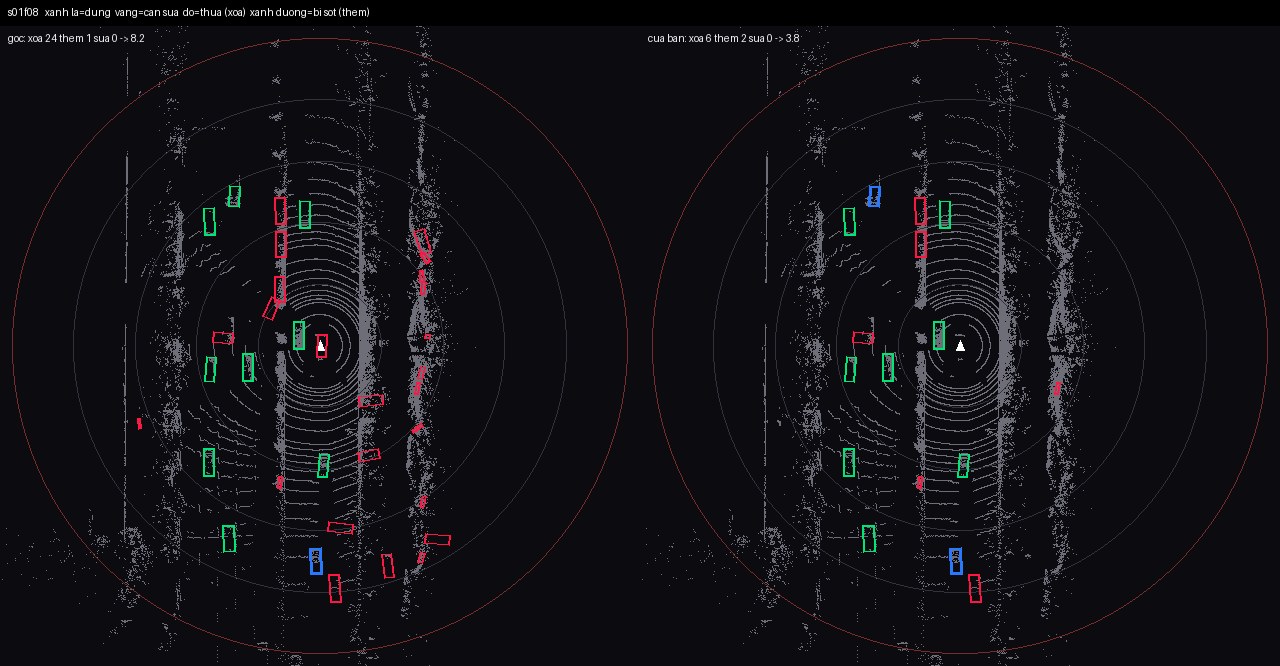 s01f08 xanh la=dung vang=can sua do=thua (xoa) xanh duong=bi sot (them)
goc: xoa 24 them 1 sua 0 -> 8.2
cua ban: xoa 6 them 2 sua 0 -> 3.8